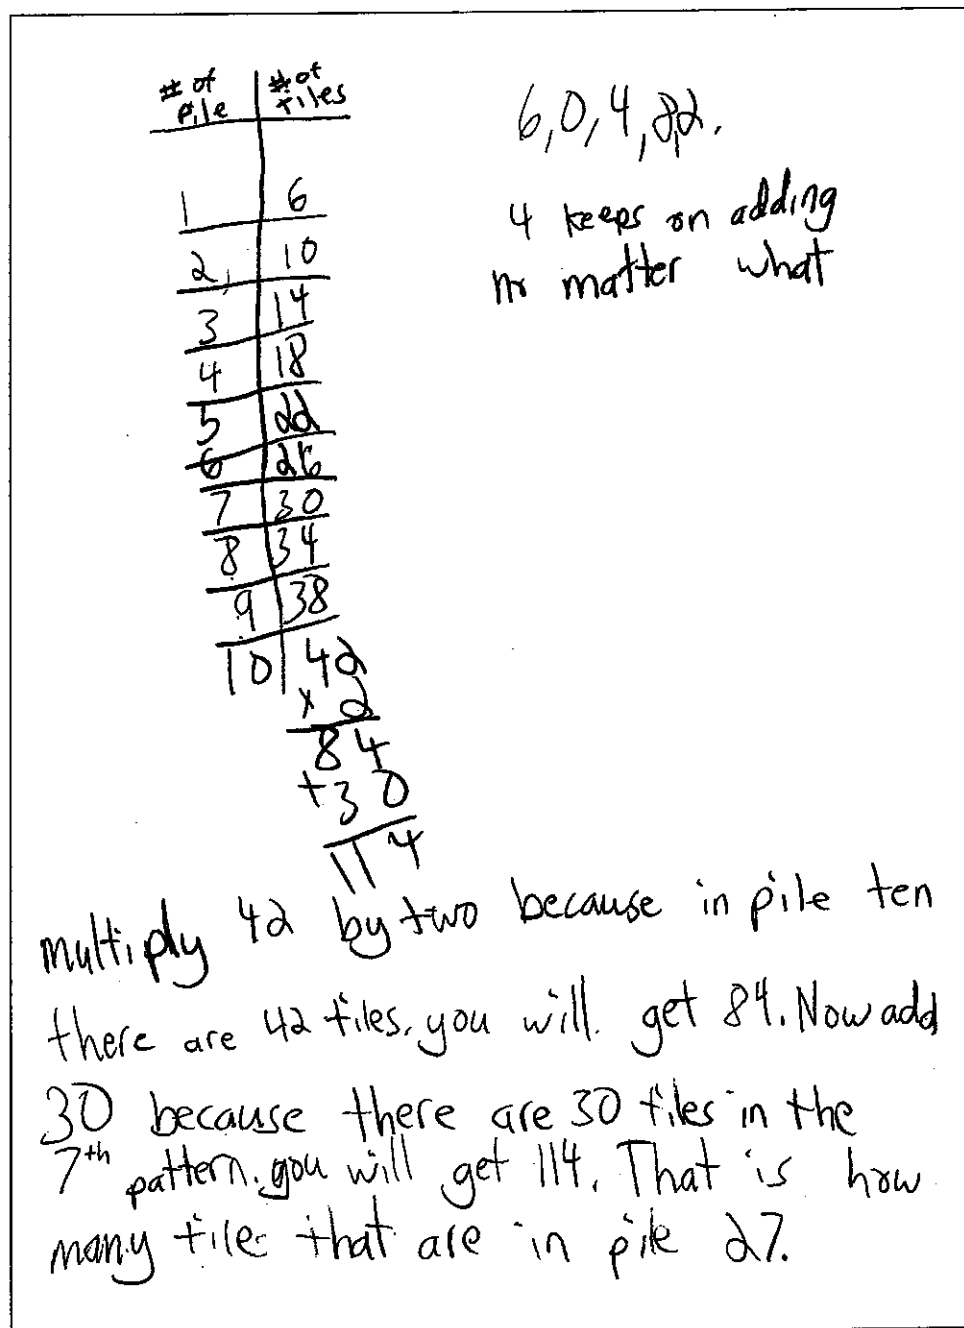 # of pile | # of tiles
1 | 6
2 | 10
3 | 14
4 | 18
5 | 22
6 | 26
7 | 30
8 | 34
9 | 38
10 | 42
x 2
84
+30
114
6,0,4,8,2.
4 keeps on adding
no matter what
multiply 42 by two because in pile ten
there are 42 tiles. you will get 84. Now add
30 because there are 30 tiles in the
7th pattern. you will get 114. That is how
many tiles that are in pile 27.